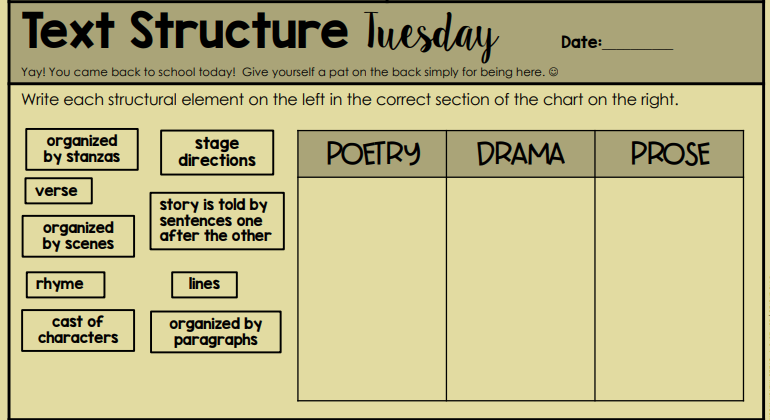 Text Structure Tuesday
Date:________
Yay! You came back to school today! Give yourself a pat on the back simply for being here. ☺
Write each structural element on the left in the correct section of the chart on the right.
organized
by stanzas
stage
directions
verse
story is told by
sentences one
after the other
organized
by scenes
rhyme
lines
cast of
characters
organized by
paragraphs
POETRY
DRAMA
PROSE